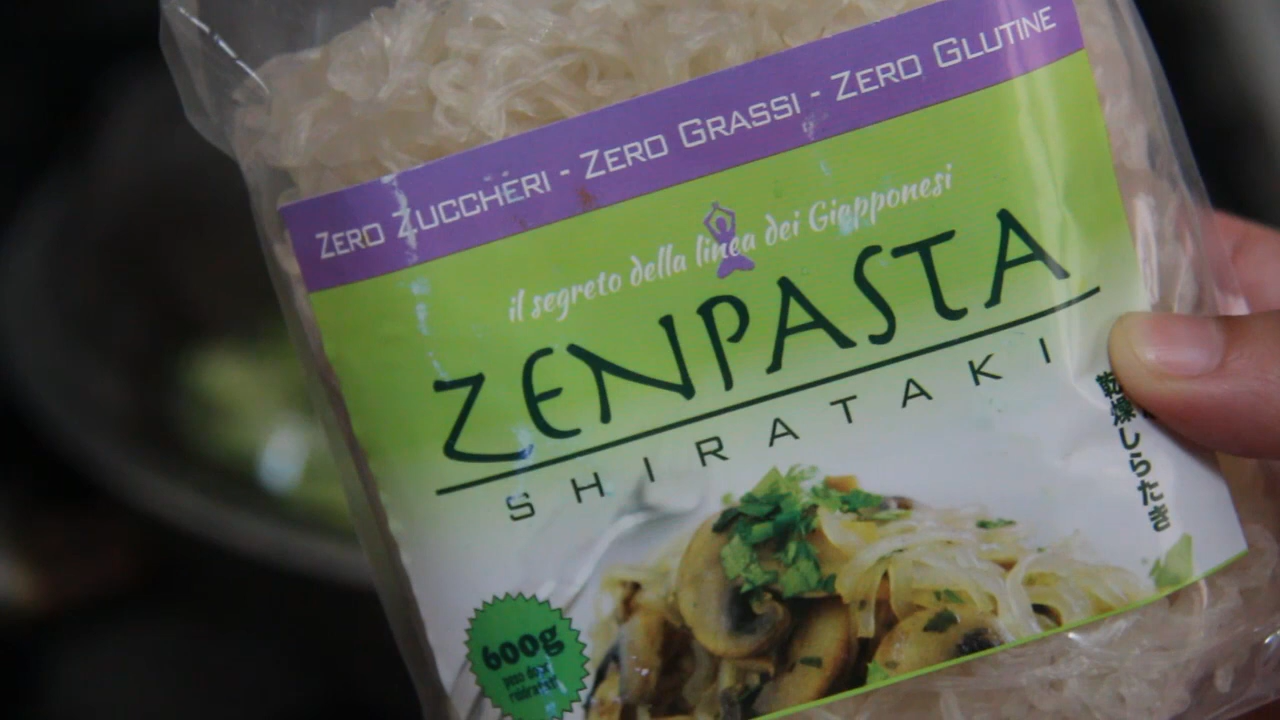 ZERO ZUCCHERI - ZERO GRASSI - ZERO GLUTINE
il segreto della linea dei Giapponesi
ZENPASTA
SHIRATAKI
乾燥しらたき
600g